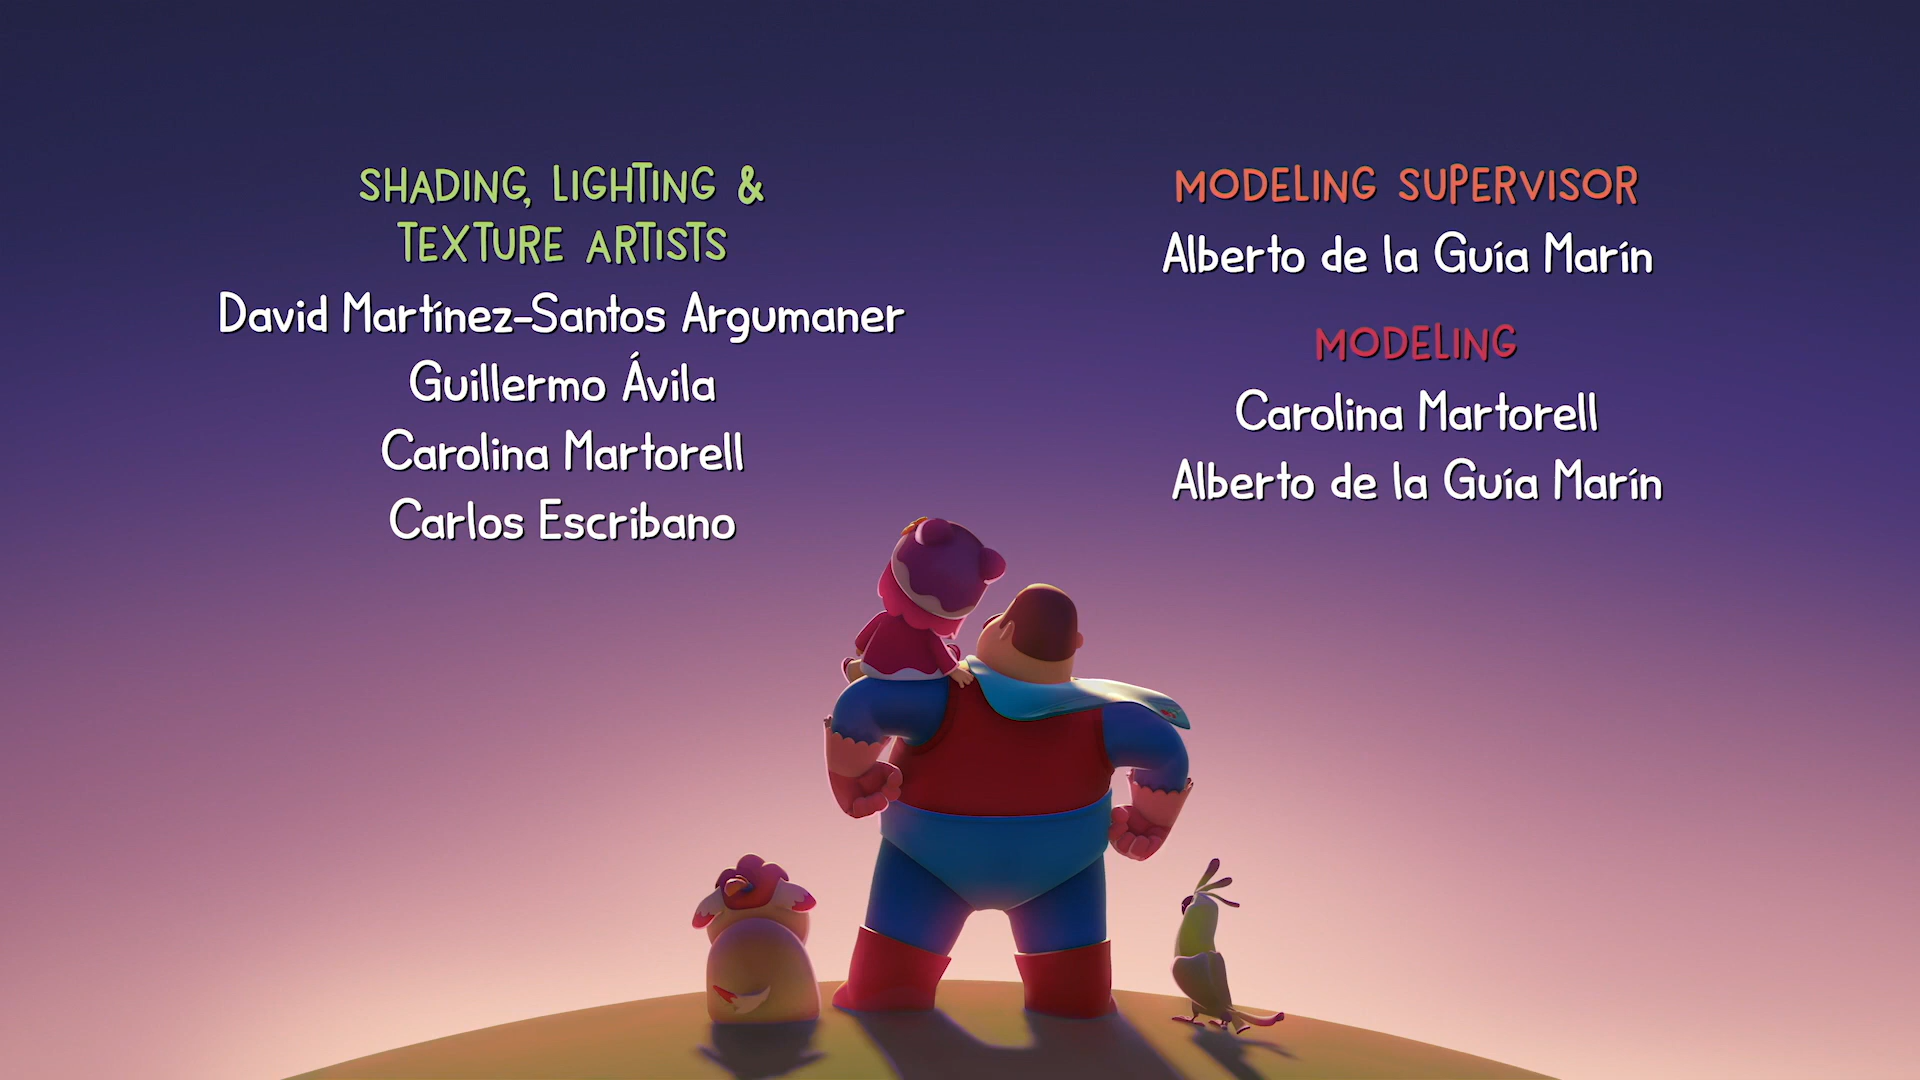 SHADING, LIGHTING &
TEXTURE ARTISTS
David Martínez-Santos Argumaner
Guillermo Ávila
Carolina Martorell
Carlos Escribano
MODELING SUPERVISOR
Alberto de la Guía Marín
MODELING
Carolina Martorell
Alberto de la Guía Marín